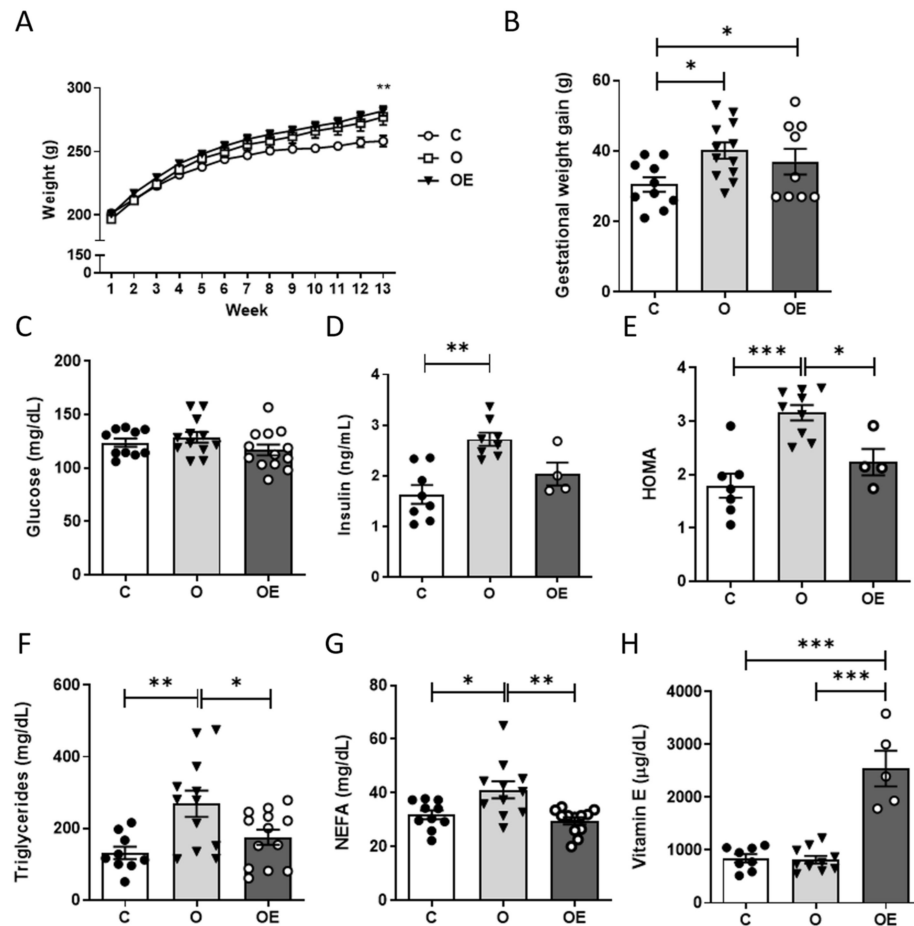 A
Weight (g)
300
250
200
150
0
**
1 2 3 4 5 6 7 8 9 10 11 12 13
Week
C
O
OE
B
Gestational weight gain (g)
60
40
20
0
*
*
C O OE
C
Glucose (mg/dL)
200
150
100
50
0
C O OE
D
Insulin (ng/mL)
4
3
2
1
0
**
C O OE
E
HOMA
4
3
2
1
0
*** *
C O OE
F
Triglycerides (mg/dL)
600
400
200
0
** *
C O OE
G
NEFA (mg/dL)
80
60
40
20
0
* **
C O OE
H
Vitamin E (µg/dL)
4000
3000
2000
1000
0
***
***
C O OE